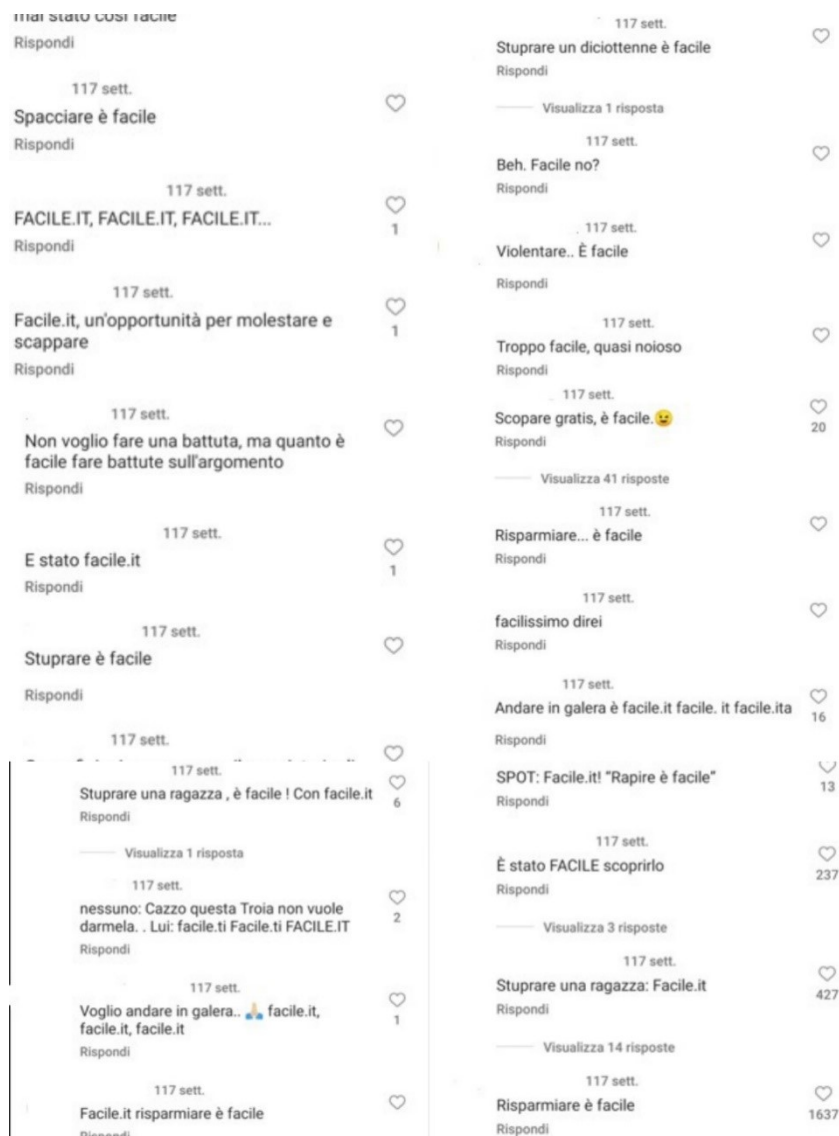 mai stato così facile
Rispondi
117 sett.
Spacciare è facile
Rispondi
117 sett.
FACILE.IT, FACILE.IT, FACILE.IT...
1
Rispondi
117 sett.
Facile.it, un'opportunità per molestare e
scappare
1
Rispondi
117 sett.
Non voglio fare una battuta, ma quanto è
facile fare battute sull'argomento
Rispondi
117 sett.
E stato facile.it
1
Rispondi
117 sett.
Stuprare è facile
Rispondi
117 sett.
117 sett.
Stuprare una ragazza , è facile ! Con facile.it
6
Rispondi
Visualizza 1 risposta
117 sett.
nessuno: Cazzo questa Troia non vuole
darmela. . Lui: facile.ti Facile.ti FACILE.IT
2
Rispondi
117 sett.
Voglio andare in galera.. 🙏🏻 facile.it,
facile.it, facile.it
1
Rispondi
117 sett.
Facile.it risparmiare è facile
Rispondi
117 sett.
Stuprare un diciottenne è facile
Rispondi
Visualizza 1 risposta
117 sett.
Beh. Facile no?
Rispondi
117 sett.
Violentare.. È facile
Rispondi
117 sett.
Troppo facile, quasi noioso
Rispondi
117 sett.
Scopare gratis, è facile.😉
20
Rispondi
Visualizza 41 risposte
117 sett.
Risparmiare... è facile
Rispondi
117 sett.
facilissimo direi
Rispondi
117 sett.
Andare in galera è facile.it facile. it facile.ita
16
Rispondi
SPOT: Facile.it! “Rapire è facile”
13
Rispondi
117 sett.
È stato FACILE scoprirlo
237
Rispondi
Visualizza 3 risposte
117 sett.
Stuprare una ragazza: Facile.it
427
Rispondi
Visualizza 14 risposte
117 sett.
Risparmiare è facile
1637
Rispondi